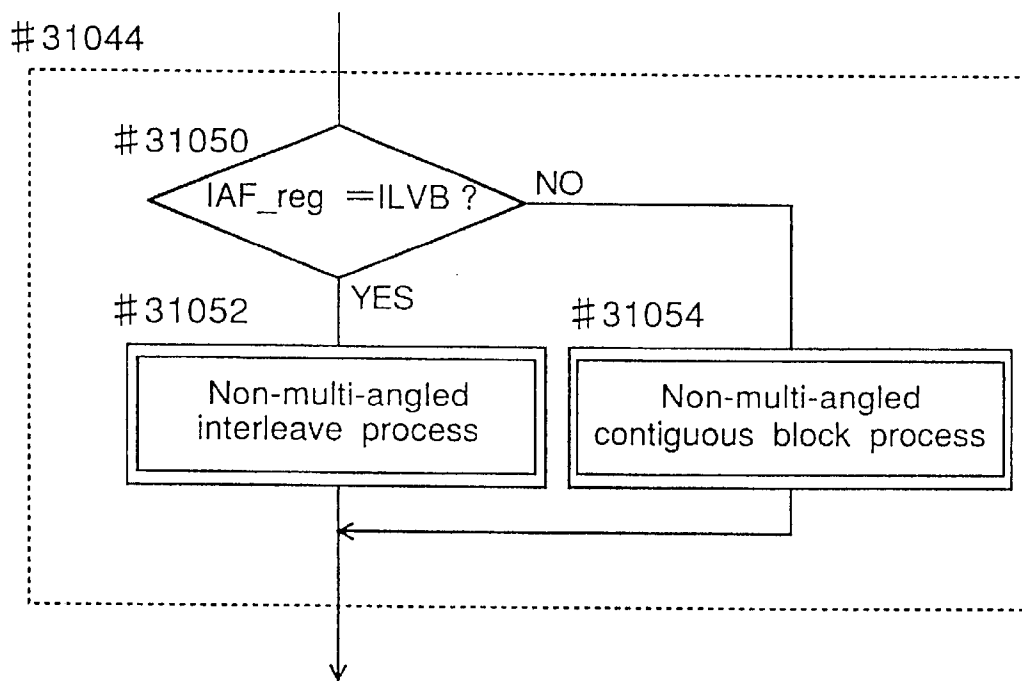 #31044
#31050
IAF_reg =ILVB ?
NO
YES
#31052
#31054
Non-multi-angled
interleave process
Non-multi-angled
contiguous block process